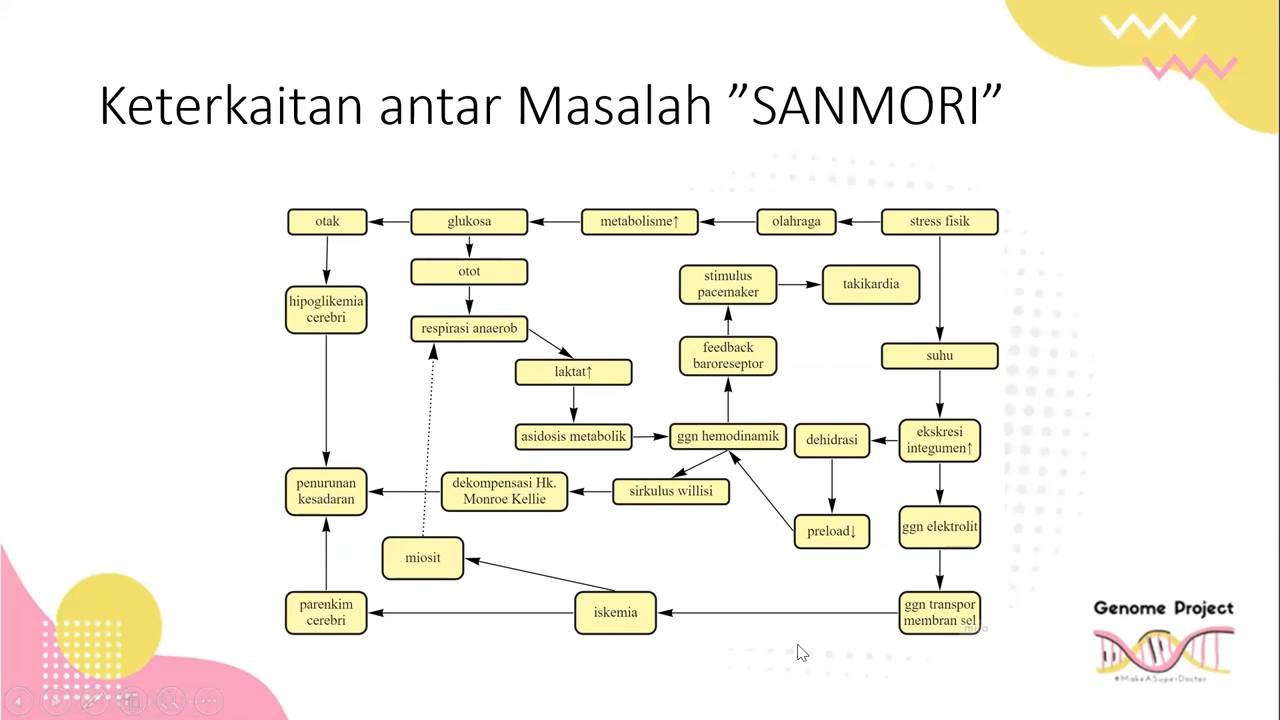 Keterkaitan antar Masalah ”SANMORI”
otak
glukosa
metabolisme↑
olahraga
stress fisik
otot
stimulus
pacemaker
takikardia
hipoglikemia
cerebri
respirasi anaerob
feedback
baroreseptor
suhu
laktat↑
asidosis metabolik
ggn hemodinamik
dehidrasi
ekskresi
integumen↑
penurunan
kesadaran
dekompensasi Hk.
Monroe Kellie
sirkulus willisi
preload↓
ggn elektrolit
miosit
parenkim
cerebri
iskemia
ggn transpor
membran sel
miro
Genome Project
#MakeASuperDoctor